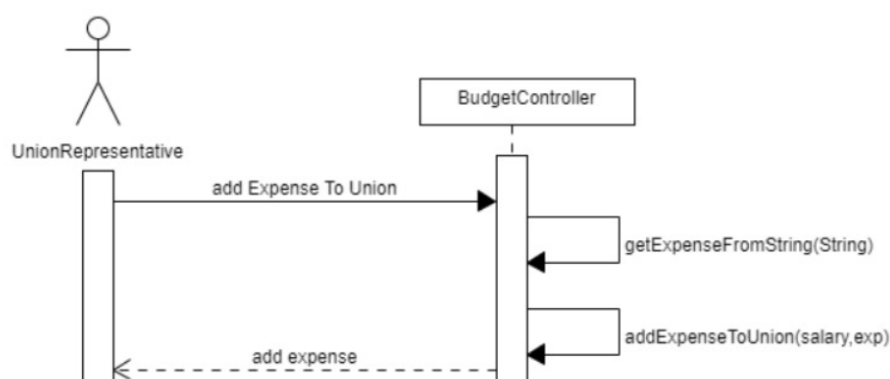 BudgetController
UnionRepresentative
add Expense To Union
getExpenseFromString(String)
addExpenseToUnion(salary,exp)
add expense